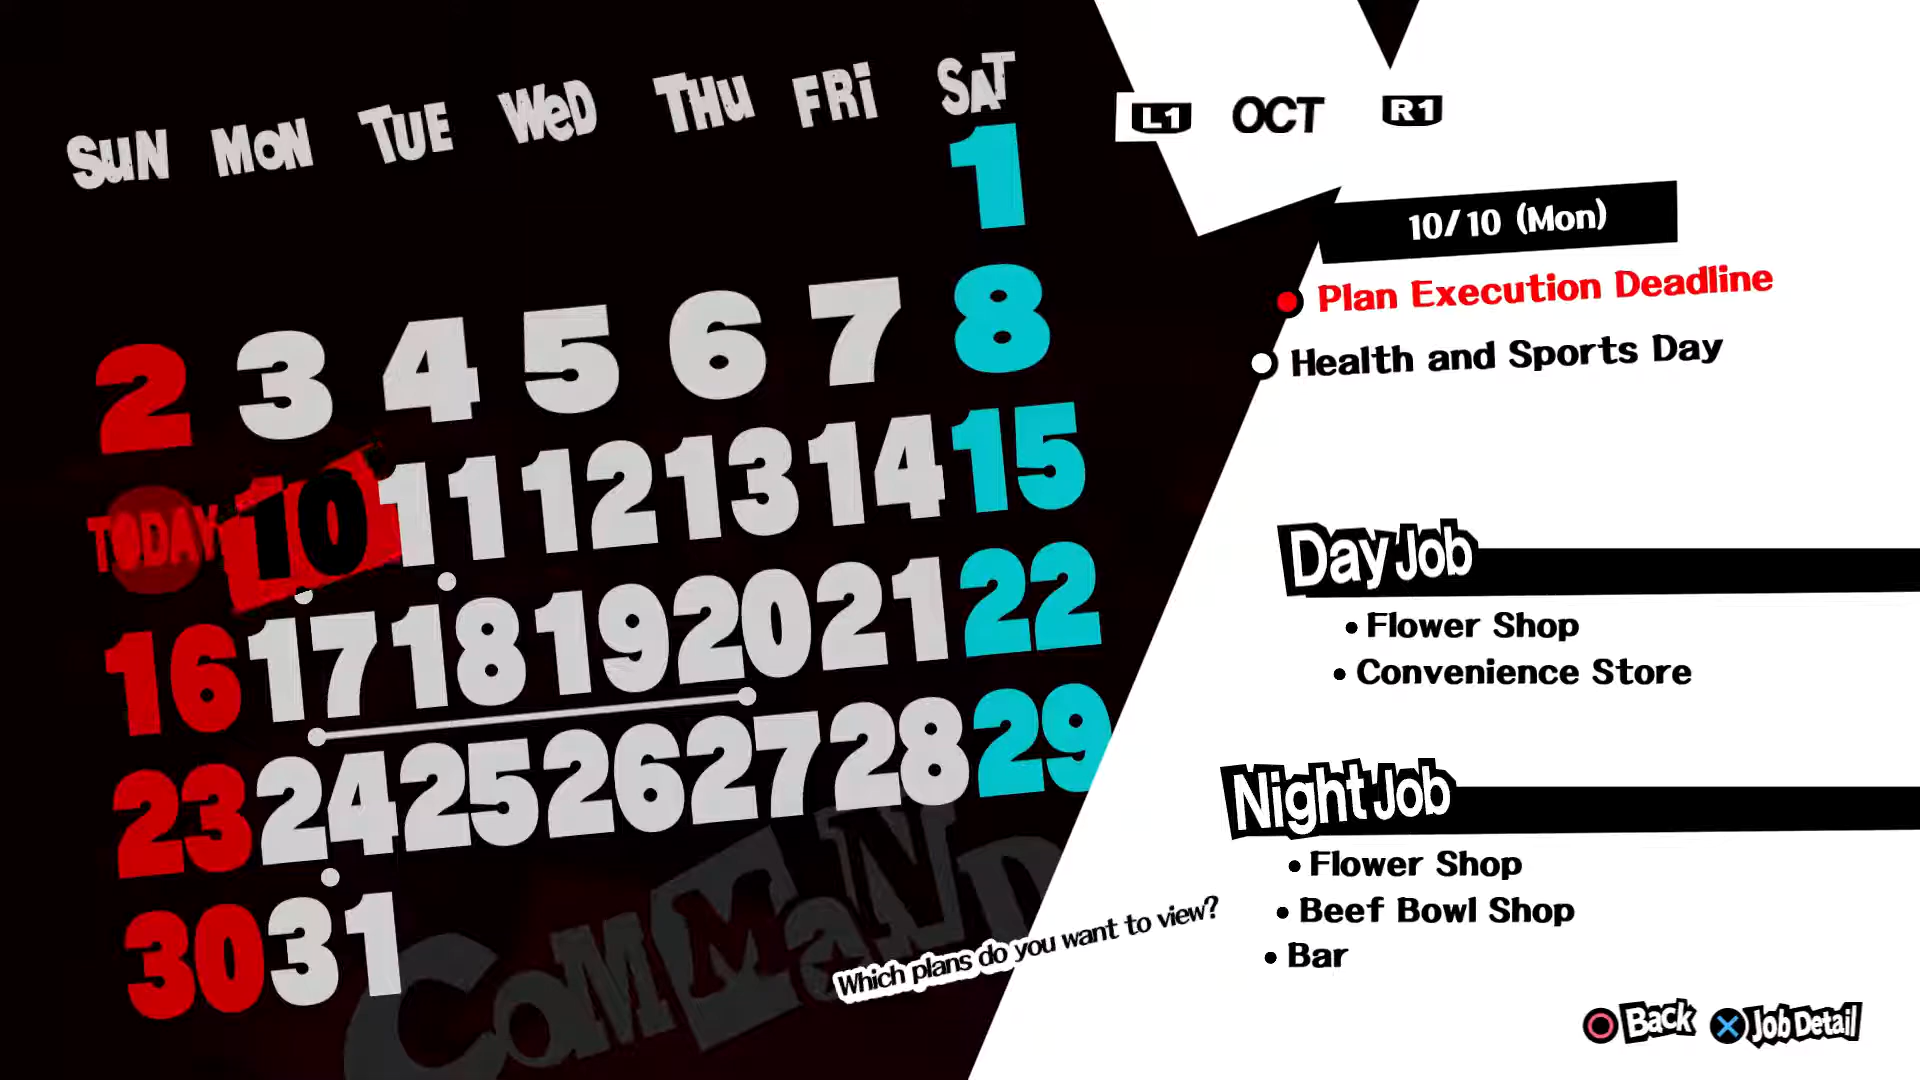 SUN MON TUE WED THU FRI SAT
1
2 3 4 5 6 7 8
TODAY 10 11 12 13 14 15
16 17 18 19 20 21 22
23 24 25 26 27 28 29
30 31
COMMAND
Which plans do you want to view?
L1 OCT R1
10/10 (Mon)
Plan Execution Deadline
Health and Sports Day
Day Job
• Flower Shop
• Convenience Store
Night Job
• Flower Shop
• Beef Bowl Shop
• Bar
Back Job Detail